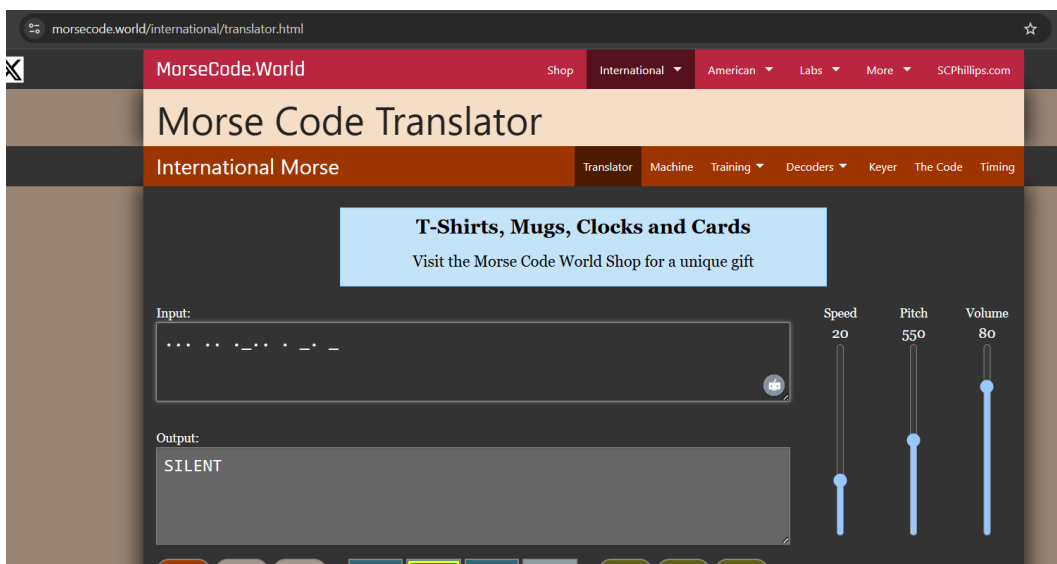 morsecode.world/international/translator.html
MorseCode.World Shop International American Labs More SCPhillips.com
Morse Code Translator
International Morse Translator Machine Training Decoders Keyer The Code Timing
T-Shirts, Mugs, Clocks and Cards
Visit the Morse Code World Shop for a unique gift
Input: Speed Pitch Volume
20 550 80
... .. ._.. . _. _
Output:
SILENT